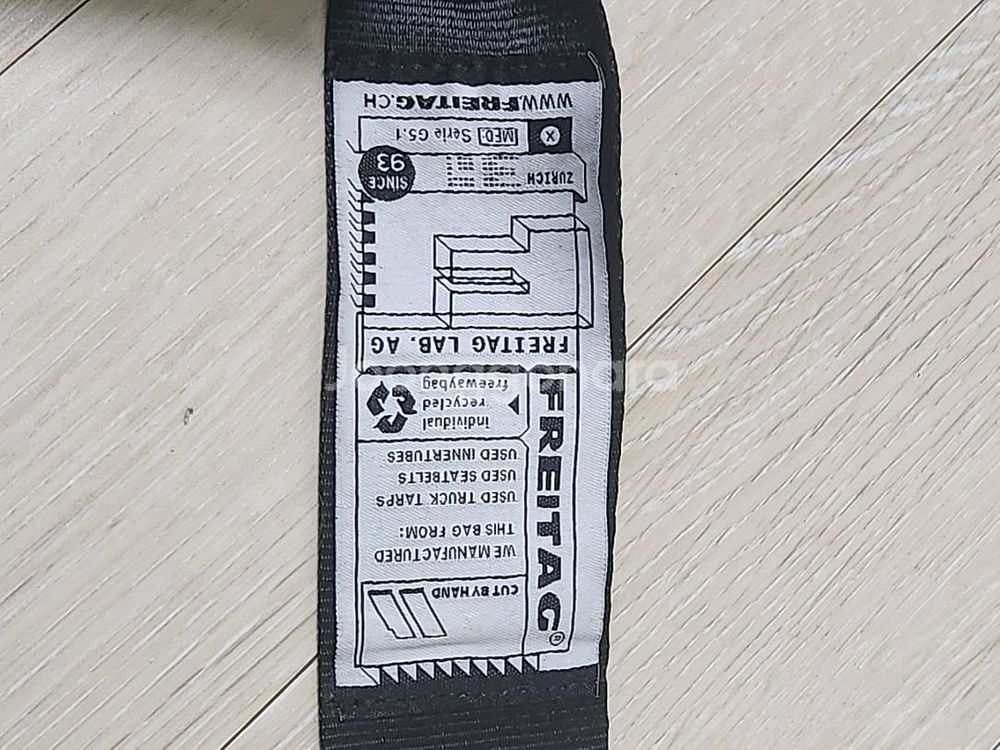 CUT BY HAND
WE MANUFACTURED
THIS BAG FROM:
USED TRUCK TARPS
USED SEATBELTS
USED INNERTUBES
FREITAG®
individual
recycled
freewaybag
FREITAG LAB. AG
ZURICH
SINCE
93
MED: Serie G5.1
X
WWW.FREITAG.CH